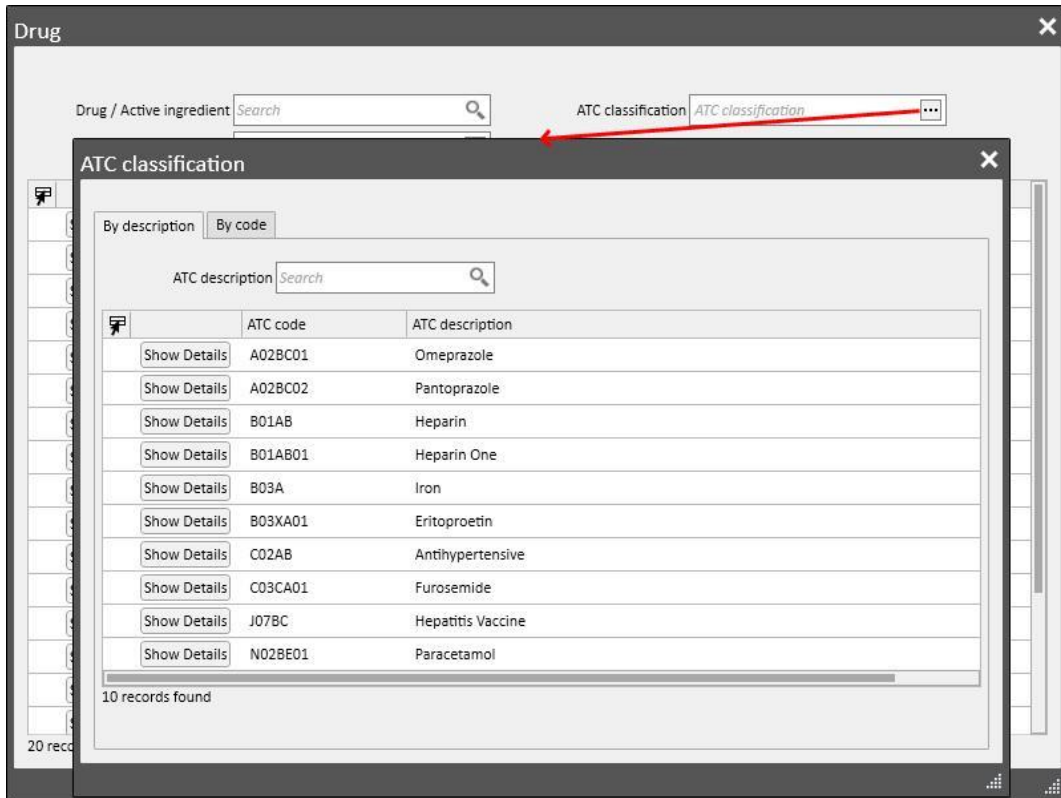 Drug
Drug / Active ingredient Search ATC classification ATC classification ...
ATC classification
By description By code
ATC description Search
ATC code ATC description
Show Details A02BC01 Omeprazole
Show Details A02BC02 Pantoprazole
Show Details B01AB Heparin
Show Details B01AB01 Heparin One
Show Details B03A Iron
Show Details B03XA01 Eritoproetin
Show Details C02AB Antihypertensive
Show Details C03CA01 Furosemide
Show Details J07BC Hepatitis Vaccine
Show Details N02BE01 Paracetamol
10 records found
20